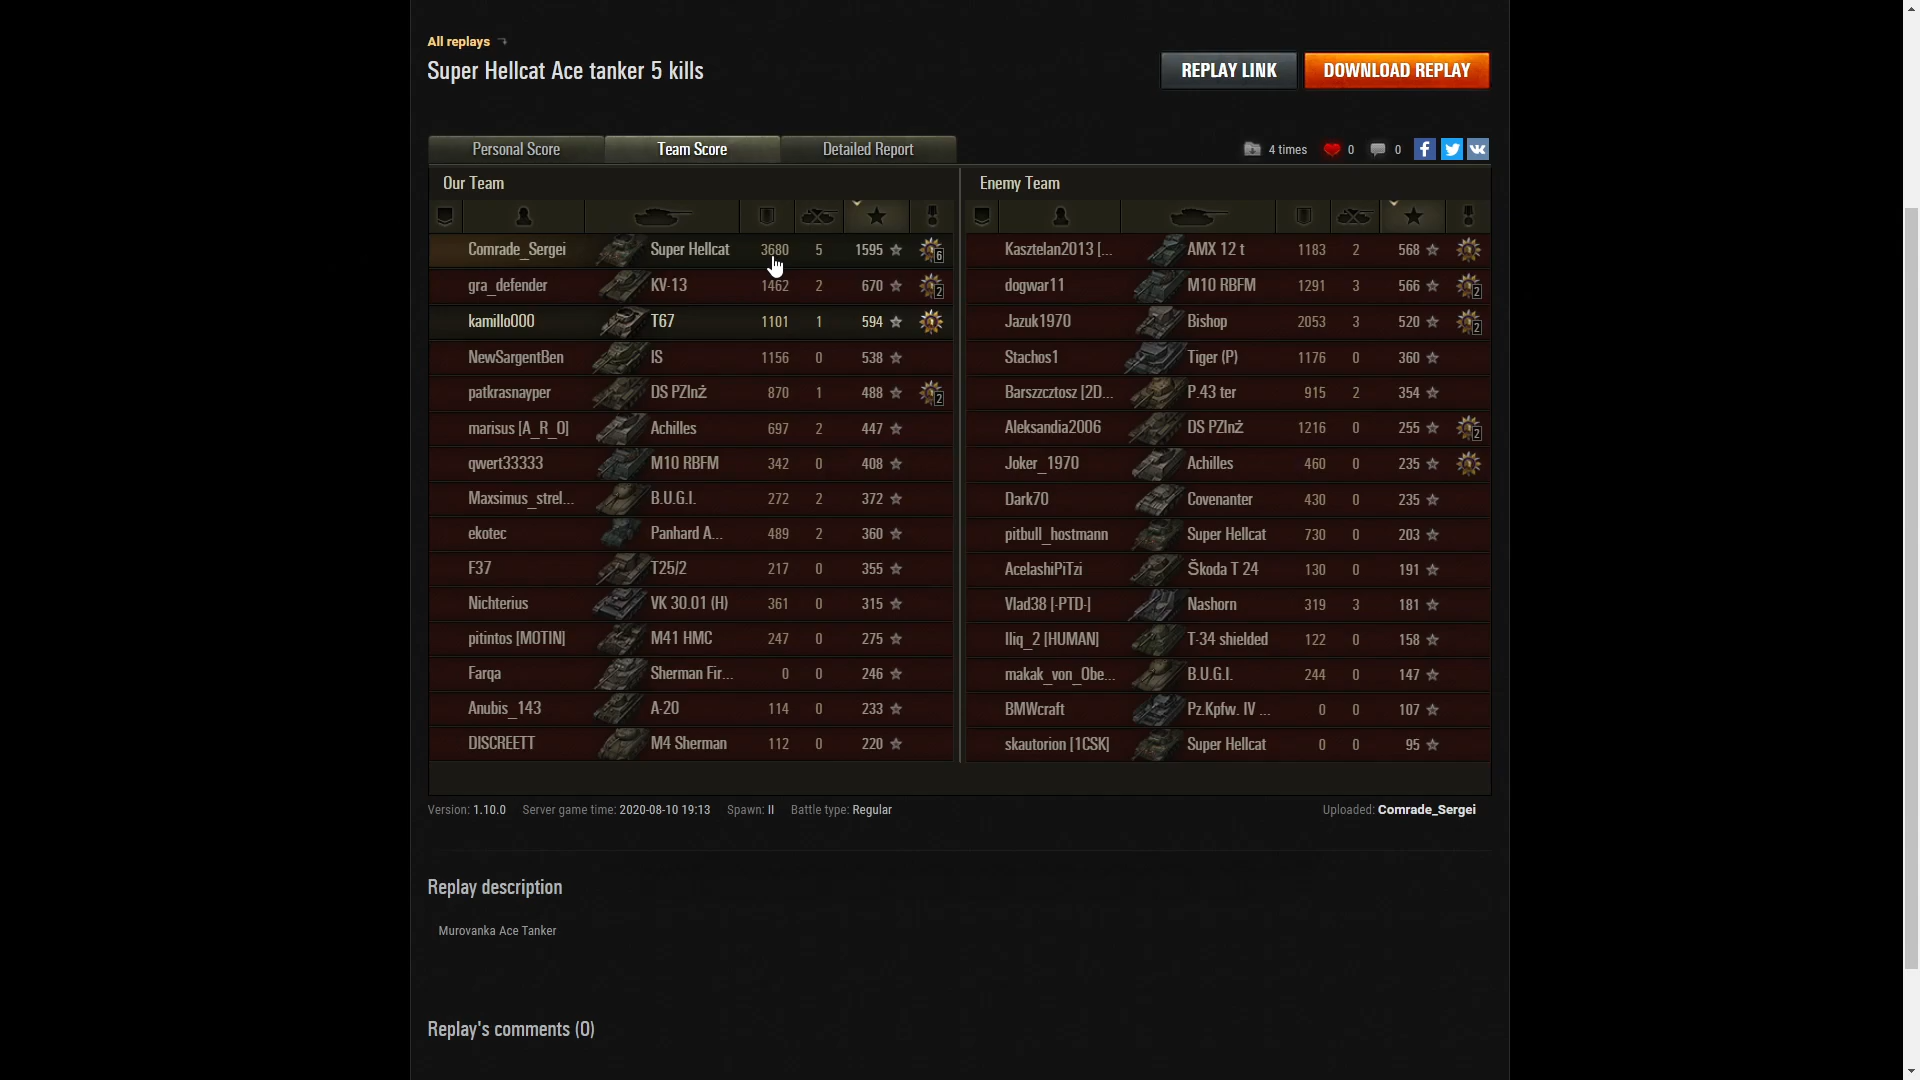 All replays
Super Hellcat Ace tanker 5 kills
REPLAY LINK
DOWNLOAD REPLAY
Personal Score Team Score Detailed Report
4 times 0 0
Our Team
Comrade_Sergei Super Hellcat 3680 5 1595 6
gra_defender KV-13 1462 2 670 2
kamillo000 T67 1101 1 594
NewSargentBen IS 1156 0 538
patkrasnayper DS PZInż 870 1 488 2
marisus [A_R_O] Achilles 697 2 447
qwert33333 M10 RBFM 342 0 408
Maxsimus_strel... B.U.G.I. 272 2 372
ekotec Panhard A... 489 2 360
F37 T25/2 217 0 355
Nichterius VK 30.01 (H) 361 0 315
pitintos [MOTIN] M41 HMC 247 0 275
Farqa Sherman Fir... 0 0 246
Anubis_143 A-20 114 0 233
DISCREETT M4 Sherman 112 0 220
Enemy Team
Kasztelan2013 [... AMX 12 t 1183 2 568
dogwar11 M10 RBFM 1291 3 566 2
Jazuk1970 Bishop 2053 3 520 2
Stachos1 Tiger (P) 1176 0 360
Barszzcztosz [2D... P.43 ter 915 2 354
Aleksandia2006 DS PZInż 1216 0 255 2
Joker_1970 Achilles 460 0 235
Dark70 Covenanter 430 0 235
pitbull_hostmann Super Hellcat 730 0 203
AcelashiPiTzi Škoda T 24 130 0 191
Vlad38 [-PTD-] Nashorn 319 3 181
Iliq_2 [HUMAN] T-34 shielded 122 0 158
makak_von_Obe... B.U.G.I. 244 0 147
BMWcraft Pz.Kpfw. IV ... 0 0 107
skautorion [1CSK] Super Hellcat 0 0 95
Version: 1.10.0 Server game time: 2020-08-10 19:13 Spawn: II Battle type: Regular
Uploaded: Comrade_Sergei
Replay description
Murovanka Ace Tanker
Replay's comments (0)